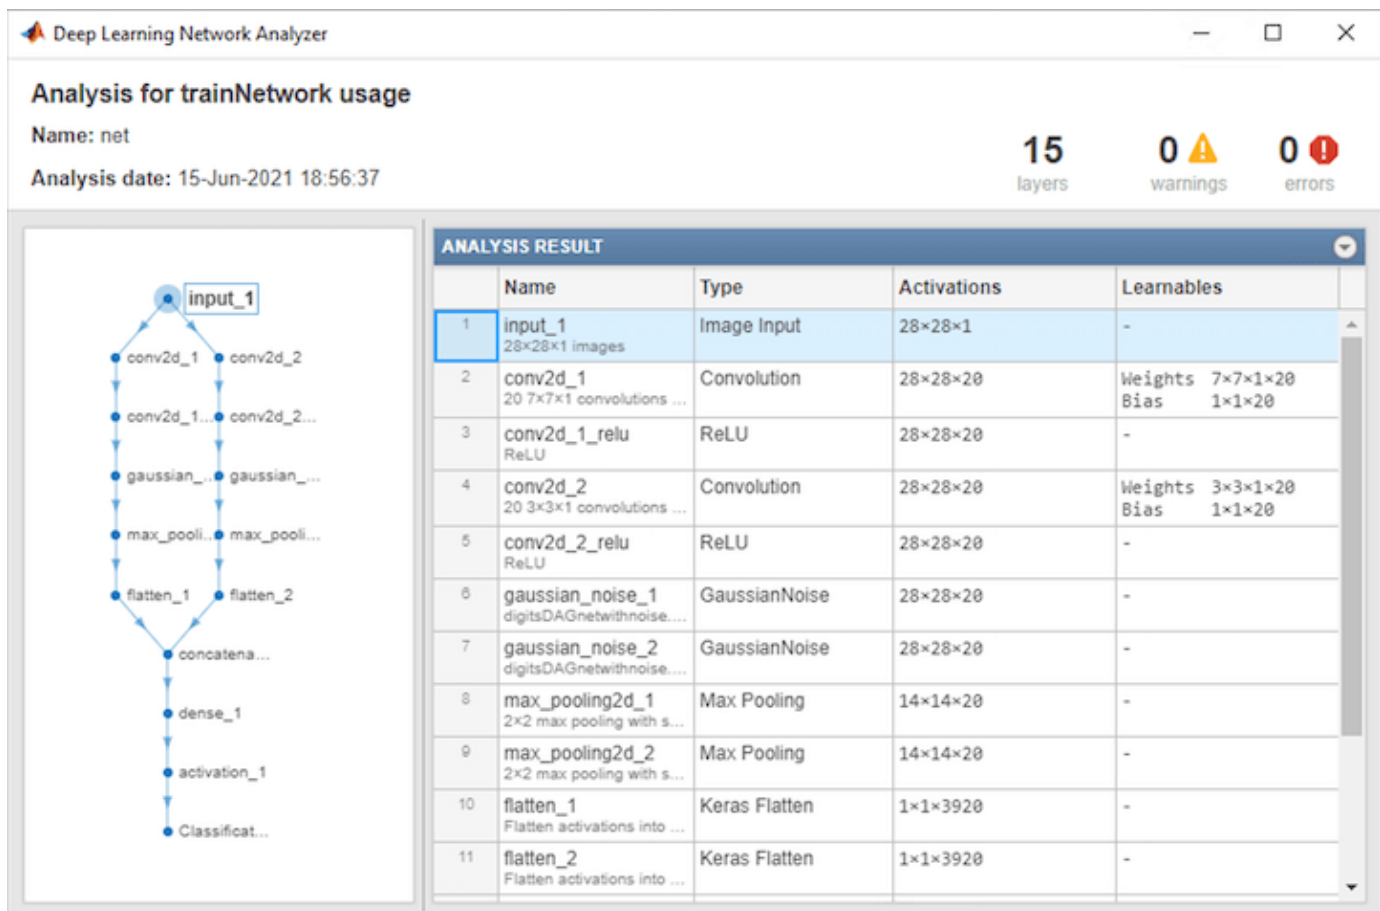 Deep Learning Network Analyzer
Analysis for trainNetwork usage
Name: net
Analysis date: 15-Jun-2021 18:56:37
15
layers
0
warnings
0
errors
input_1
conv2d_1
conv2d_2
conv2d_1...
conv2d_2...
gaussian_...
gaussian_...
max_pooli...
max_pooli...
flatten_1
flatten_2
concatena...
dense_1
activation_1
Classificat...
ANALYSIS RESULT
Name Type Activations Learnables
1 input_1 Image Input 28×28×1 -
28×28×1 images
2 conv2d_1 Convolution 28×28×20 Weights 7×7×1×20
20 7×7×1 convolutions ... Bias 1×1×20
3 conv2d_1_relu ReLU 28×28×20 -
ReLU
4 conv2d_2 Convolution 28×28×20 Weights 3×3×1×20
20 3×3×1 convolutions ... Bias 1×1×20
5 conv2d_2_relu ReLU 28×28×20 -
ReLU
6 gaussian_noise_1 GaussianNoise 28×28×20 -
digitsDAGnetwithnoise....
7 gaussian_noise_2 GaussianNoise 28×28×20 -
digitsDAGnetwithnoise....
8 max_pooling2d_1 Max Pooling 14×14×20 -
2×2 max pooling with s...
9 max_pooling2d_2 Max Pooling 14×14×20 -
2×2 max pooling with s...
10 flatten_1 Keras Flatten 1×1×3920 -
Flatten activations into ...
11 flatten_2 Keras Flatten 1×1×3920 -
Flatten activations into ...